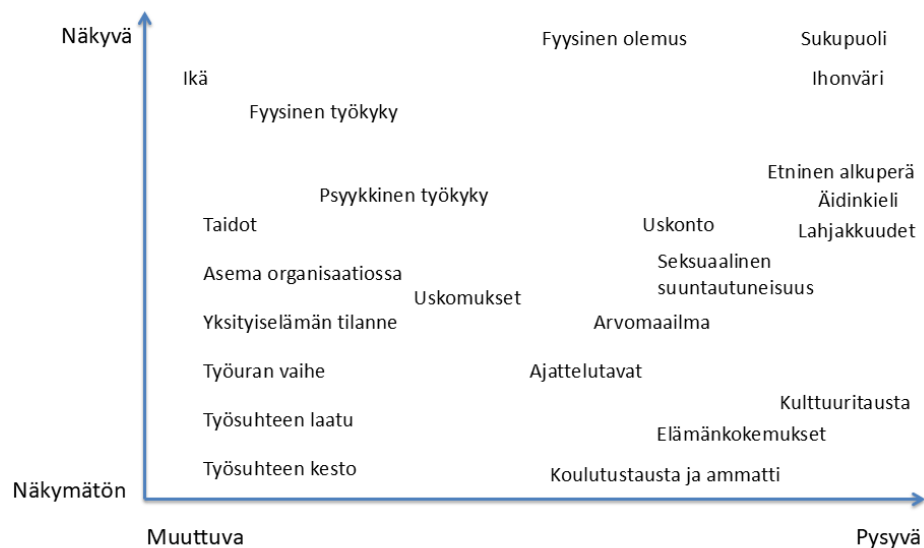 Näkyvä
Fyysinen olemus
Sukupuoli
Ikä
Ihonväri
Fyysinen työkyky
Etninen alkuperä
Psyykkinen työkyky
Äidinkieli
Taidot
Uskonto
Lahjakkuudet
Seksuaalinen
suuntautuneisuus
Asema organisaatiossa
Uskomukset
Yksityiselämän tilanne
Arvomaailma
Työuran vaihe
Ajattelutavat
Kulttuuritausta
Työsuhteen laatu
Elämänkokemukset
Työsuhteen kesto
Koulutustausta ja ammatti
Näkymätön
Muuttuva
Pysyvä